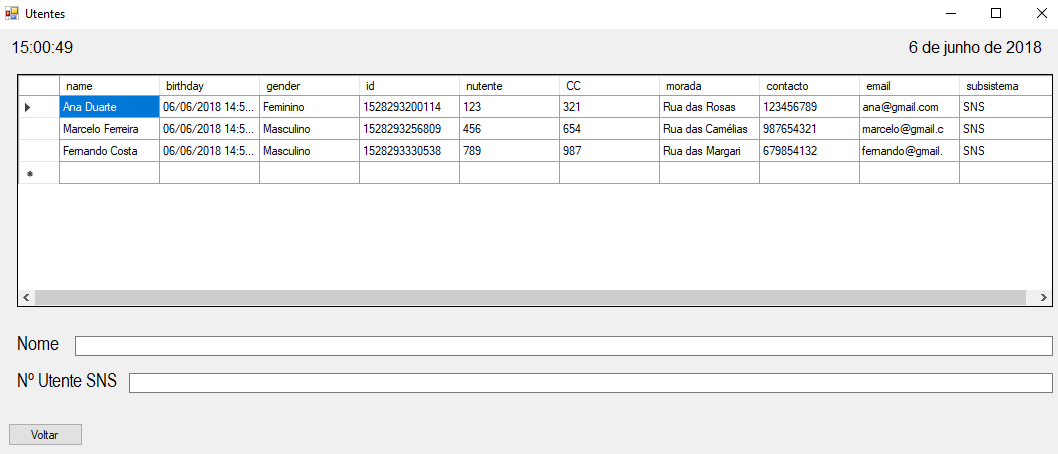 Utentes
15:00:49 6 de junho de 2018
name birthday gender id nutente CC morada contacto email subsistema
Ana Duarte 06/06/2018 14:5... Feminino 1528293200114 123 321 Rua das Rosas 123456789 ana@gmail.com SNS
Marcelo Ferreira 06/06/2018 14:5... Masculino 1528293256809 456 654 Rua das Camélias 987654321 marcelo@gmail.c SNS
Fernando Costa 06/06/2018 14:5... Masculino 1528293330538 789 987 Rua das Margari 679854132 fernando@gmail. SNS
Nome
Nº Utente SNS
Voltar